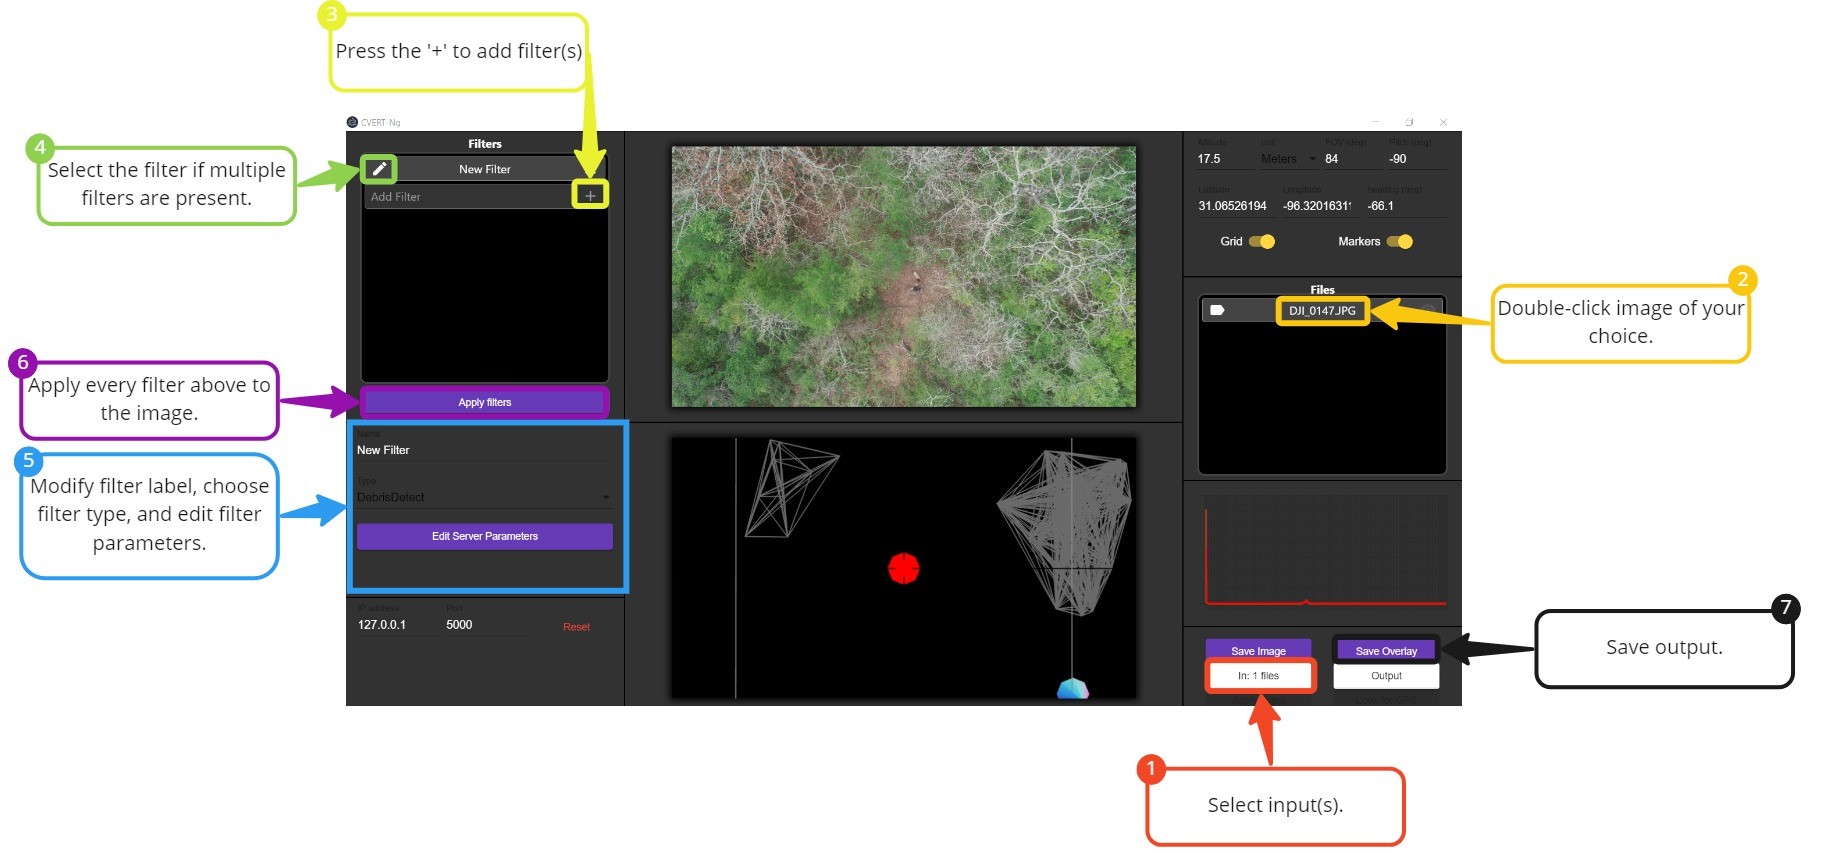 3
Press the '+' to add filter(s)
CVERT-Ng
4
Select the filter if multiple
filters are present.
Filters
New Filter
Add Filter
+
6
Apply every filter above to
the image.
Apply filters
5
Modify filter label, choose
filter type, and edit filter
parameters.
Name
New Filter
Type
DebrisDetect
Edit Server Parameters
IP address
127.0.0.1
Port
5000
Reset
Altitude
17.5
unit
Meters
FOV (deg)
84
Pitch (deg)
-90
Latitude
31.06526194
Longitude
-96.3201631
heading (deg)
-66.1
Grid
Markers
Files
DJI_0147.JPG
2
Double-click image of your
choice.
Save Image
Save Overlay
In: 1 files
Output
7
Save output.
1
Select input(s).